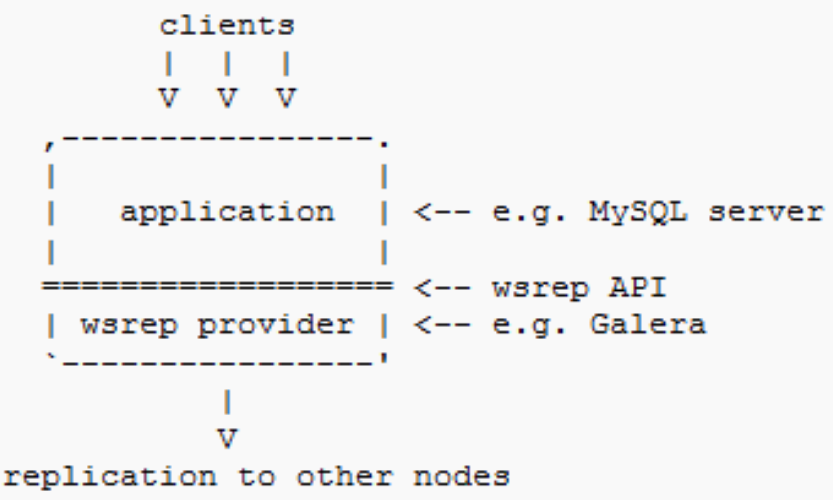 clients
|  |  |
V  V  V
,----------------.
|                |
|   application  | <-- e.g. MySQL server
|                |
================== <-- wsrep API
| wsrep provider | <-- e.g. Galera
`----------------'
|
V
replication to other nodes